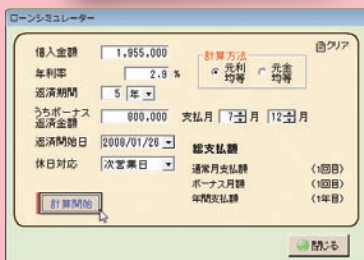 ローンシミュレーター
クリア
借入金額 1,955,000
計算方法
元利均等 元金均等
年利率 2.9 %
返済期間 5 年
うちボーナス返済金額 800,000 支払月 7 月 12 月
返済開始日 2008/01/28
総支払額
休日対応 次営業日
通常月支払額 (1回目)
ボーナス月額 (1回目)
年間支払額 (1年目)
計算開始
閉じる